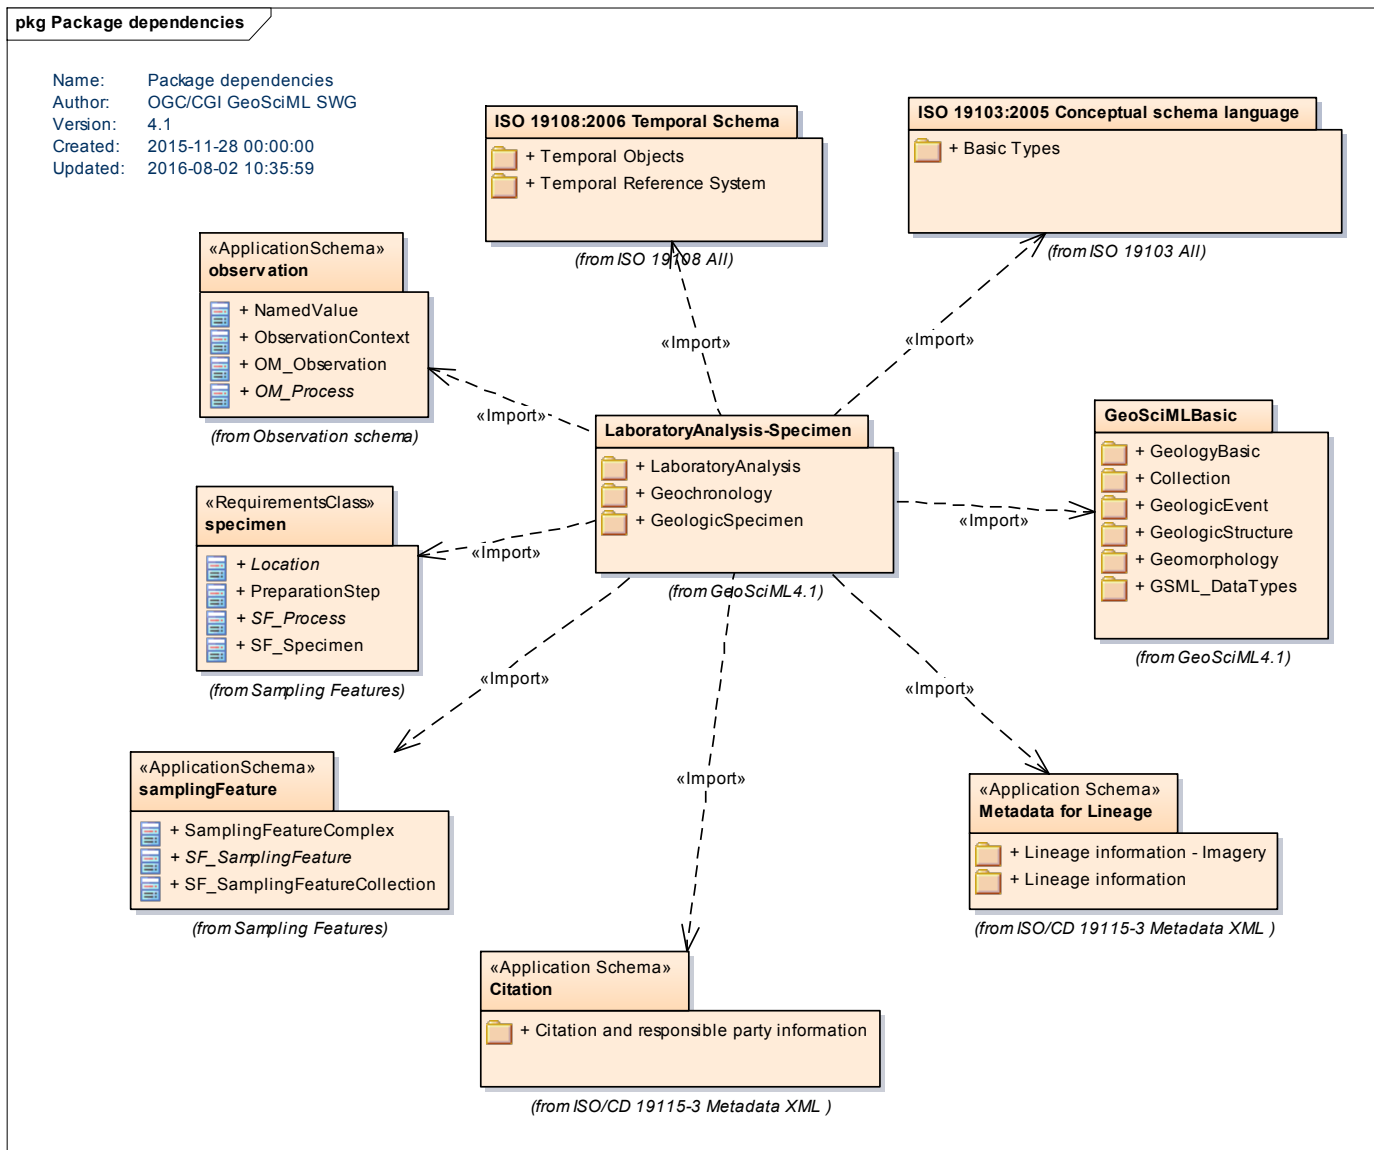 pkg Package dependencies
Name: Package dependencies
Author: OGC/CGI GeoSciML SWG
Version: 4.1
Created: 2015-11-28 00:00:00
Updated: 2016-08-02 10:35:59
ISO 19108:2006 Temporal Schema
+ Temporal Objects
+ Temporal Reference System
(from ISO 19108 All)
ISO 19103:2005 Conceptual schema language
+ Basic Types
(from ISO 19103 All)
«ApplicationSchema»
observation
+ NamedValue
+ ObservationContext
+ OM_Observation
+ OM_Process
(from Observation schema)
«Import»
«Import»
«Import»
LaboratoryAnalysis-Specimen
+ LaboratoryAnalysis
+ Geochronology
+ GeologicSpecimen
(from GeoSciML4.1)
GeoSciMLBasic
+ GeologyBasic
+ Collection
+ GeologicEvent
+ GeologicStructure
+ Geomorphology
+ GSML_DataTypes
(from GeoSciML4.1)
«Import»
«RequirementsClass»
specimen
+ Location
+ PreparationStep
+ SF_Process
+ SF_Specimen
(from Sampling Features)
«Import»
«Import»
«Import»
«Import»
«ApplicationSchema»
samplingFeature
+ SamplingFeatureComplex
+ SF_SamplingFeature
+ SF_SamplingFeatureCollection
(from Sampling Features)
«Application Schema»
Metadata for Lineage
+ Lineage information - Imagery
+ Lineage information
(from ISO/CD 19115-3 Metadata XML )
«Application Schema»
Citation
+ Citation and responsible party information
(from ISO/CD 19115-3 Metadata XML )